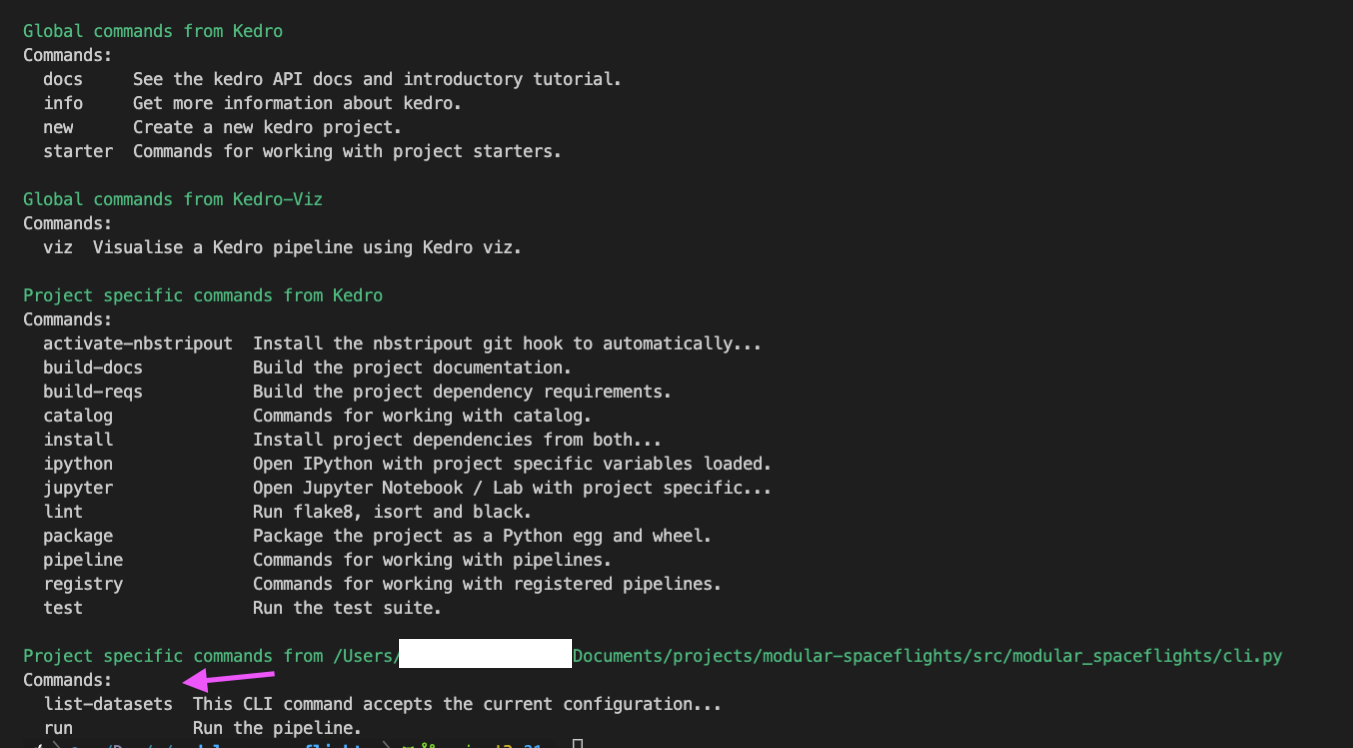 Global commands from Kedro
Commands:
docs See the kedro API docs and introductory tutorial.
info Get more information about kedro.
new Create a new kedro project.
starter Commands for working with project starters.
Global commands from Kedro-Viz
Commands:
viz Visualise a Kedro pipeline using Kedro viz.
Project specific commands from Kedro
Commands:
activate-nbstripout Install the nbstripout git hook to automatically...
build-docs Build the project documentation.
build-reqs Build the project dependency requirements.
catalog Commands for working with catalog.
install Install project dependencies from both...
ipython Open IPython with project specific variables loaded.
jupyter Open Jupyter Notebook / Lab with project specific...
lint Run flake8, isort and black.
package Package the project as a Python egg and wheel.
pipeline Commands for working with pipelines.
registry Commands for working with registered pipelines.
test Run the test suite.
Project specific commands from /Users/ Documents/projects/modular-spaceflights/src/modular_spaceflights/cli.py
Commands:
list-datasets This CLI command accepts the current configuration...
run Run the pipeline.